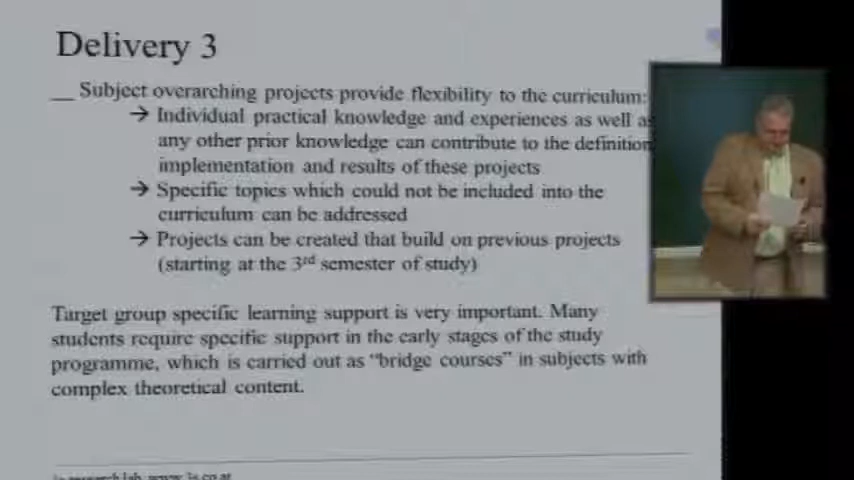 Delivery 3
__ Subject overarching projects provide flexibility to the curriculum:
→ Individual practical knowledge and experiences as well as
any other prior knowledge can contribute to the definition
implementation and results of these projects
→ Specific topics which could not be included into the
curriculum can be addressed
→ Projects can be created that build on previous projects
(starting at the 3rd semester of study)
Target group specific learning support is very important. Many
students require specific support in the early stages of the study
programme, which is carried out as “bridge courses” in subjects with
complex theoretical content.